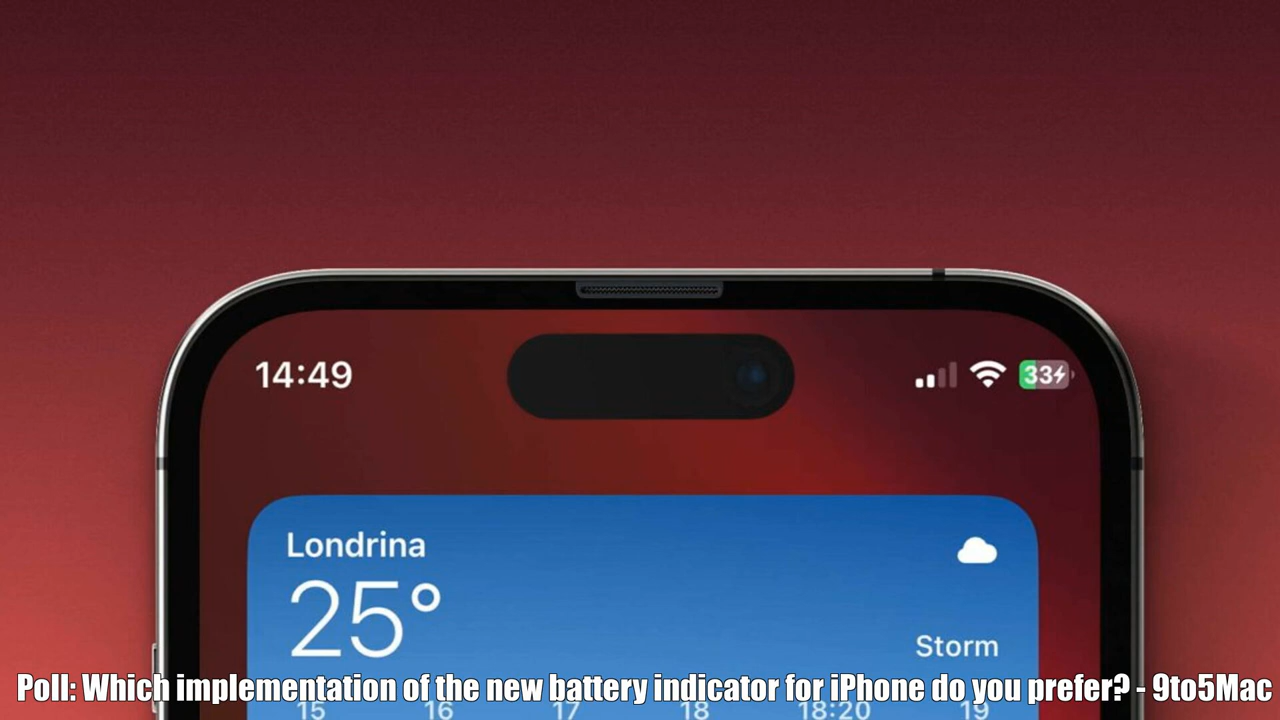 14:49 33
Londrina
25°
Storm
Poll: Which implementation of the new battery indicator for iPhone do you prefer? - 9to5Mac
15 16 17 18 18:20 19